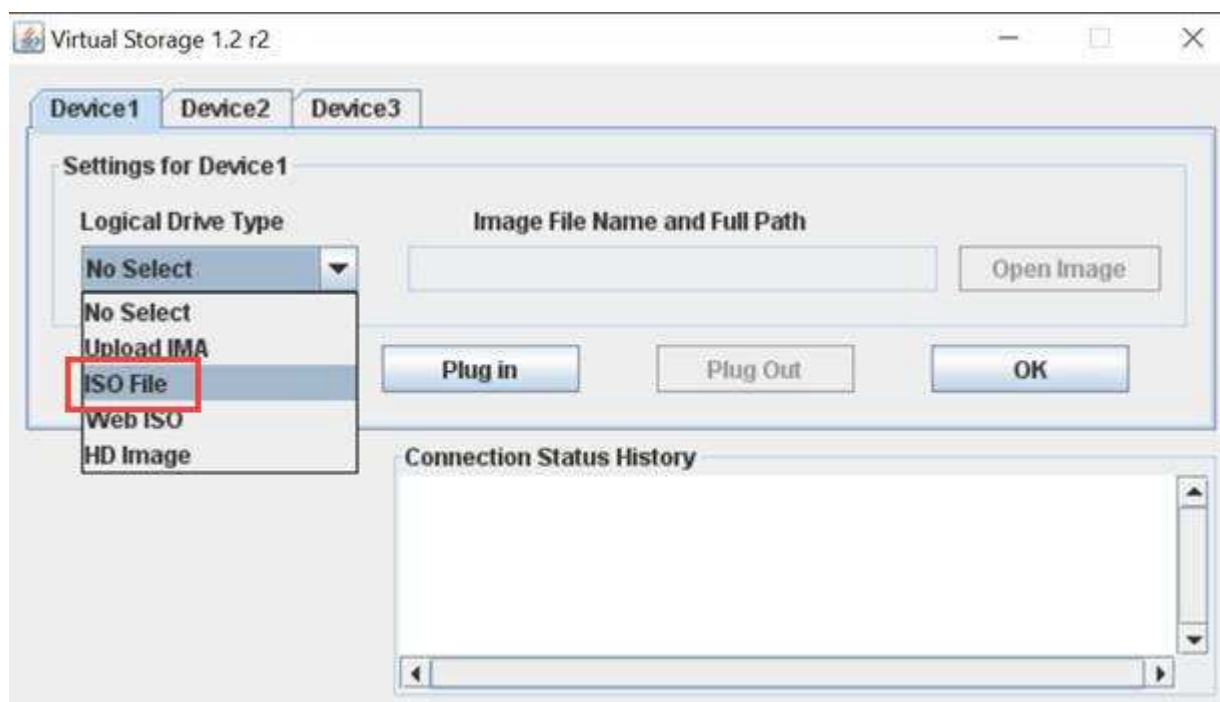 Virtual Storage 1.2 r2
Device1 Device2 Device3
Settings for Device1
Logical Drive Type Image File Name and Full Path
No Select Open Image
No Select
Upload IMA
ISO File
Web ISO
HD Image
Plug in Plug Out OK
Connection Status History